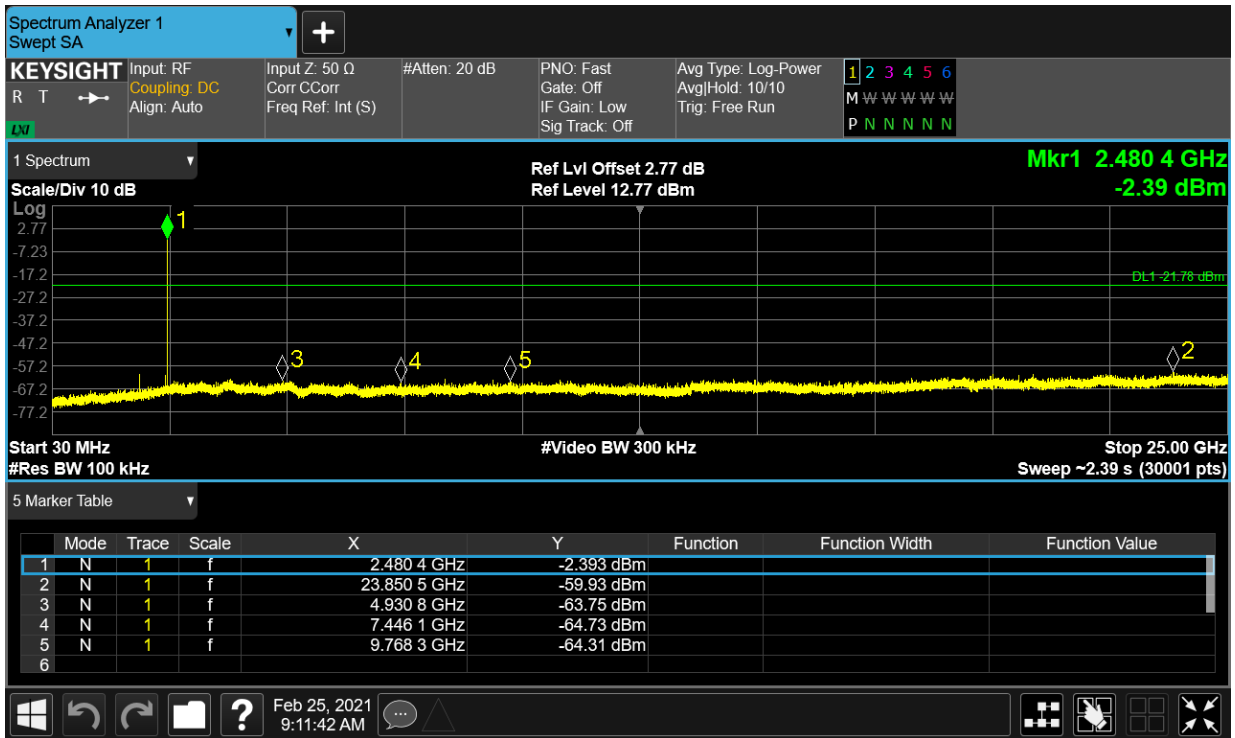 Spectrum Analyzer 1
Swept SA
KEYSIGHT
R T
LXI
Input: RF
Coupling: DC
Align: Auto
Input Z: 50 Ω
Corr CCorr
Freq Ref: Int (S)
#Atten: 20 dB
PNO: Fast
Gate: Off
IF Gain: Low
Sig Track: Off
Avg Type: Log-Power
Avg|Hold: 10/10
Trig: Free Run
1 2 3 4 5 6
M W W W W W
P N N N N N
1 Spectrum
Scale/Div 10 dB
Ref Lvl Offset 2.77 dB
Ref Level 12.77 dBm
Mkr1 2.480 4 GHz
-2.39 dBm
Log
2.77
-7.23
-17.2
-27.2
-37.2
-47.2
-57.2
-67.2
-77.2
1
3
4
5
2
DL1 -21.78 dBm
Start 30 MHz
#Res BW 100 kHz
#Video BW 300 kHz
Stop 25.00 GHz
Sweep ~2.39 s (30001 pts)
5 Marker Table
Mode Trace Scale X Y Function Function Width Function Value
1 N 1 f 2.480 4 GHz -2.393 dBm
2 N 1 f 23.850 5 GHz -59.93 dBm
3 N 1 f 4.930 8 GHz -63.75 dBm
4 N 1 f 7.446 1 GHz -64.73 dBm
5 N 1 f 9.768 3 GHz -64.31 dBm
6
?
Feb 25, 2021
9:11:42 AM